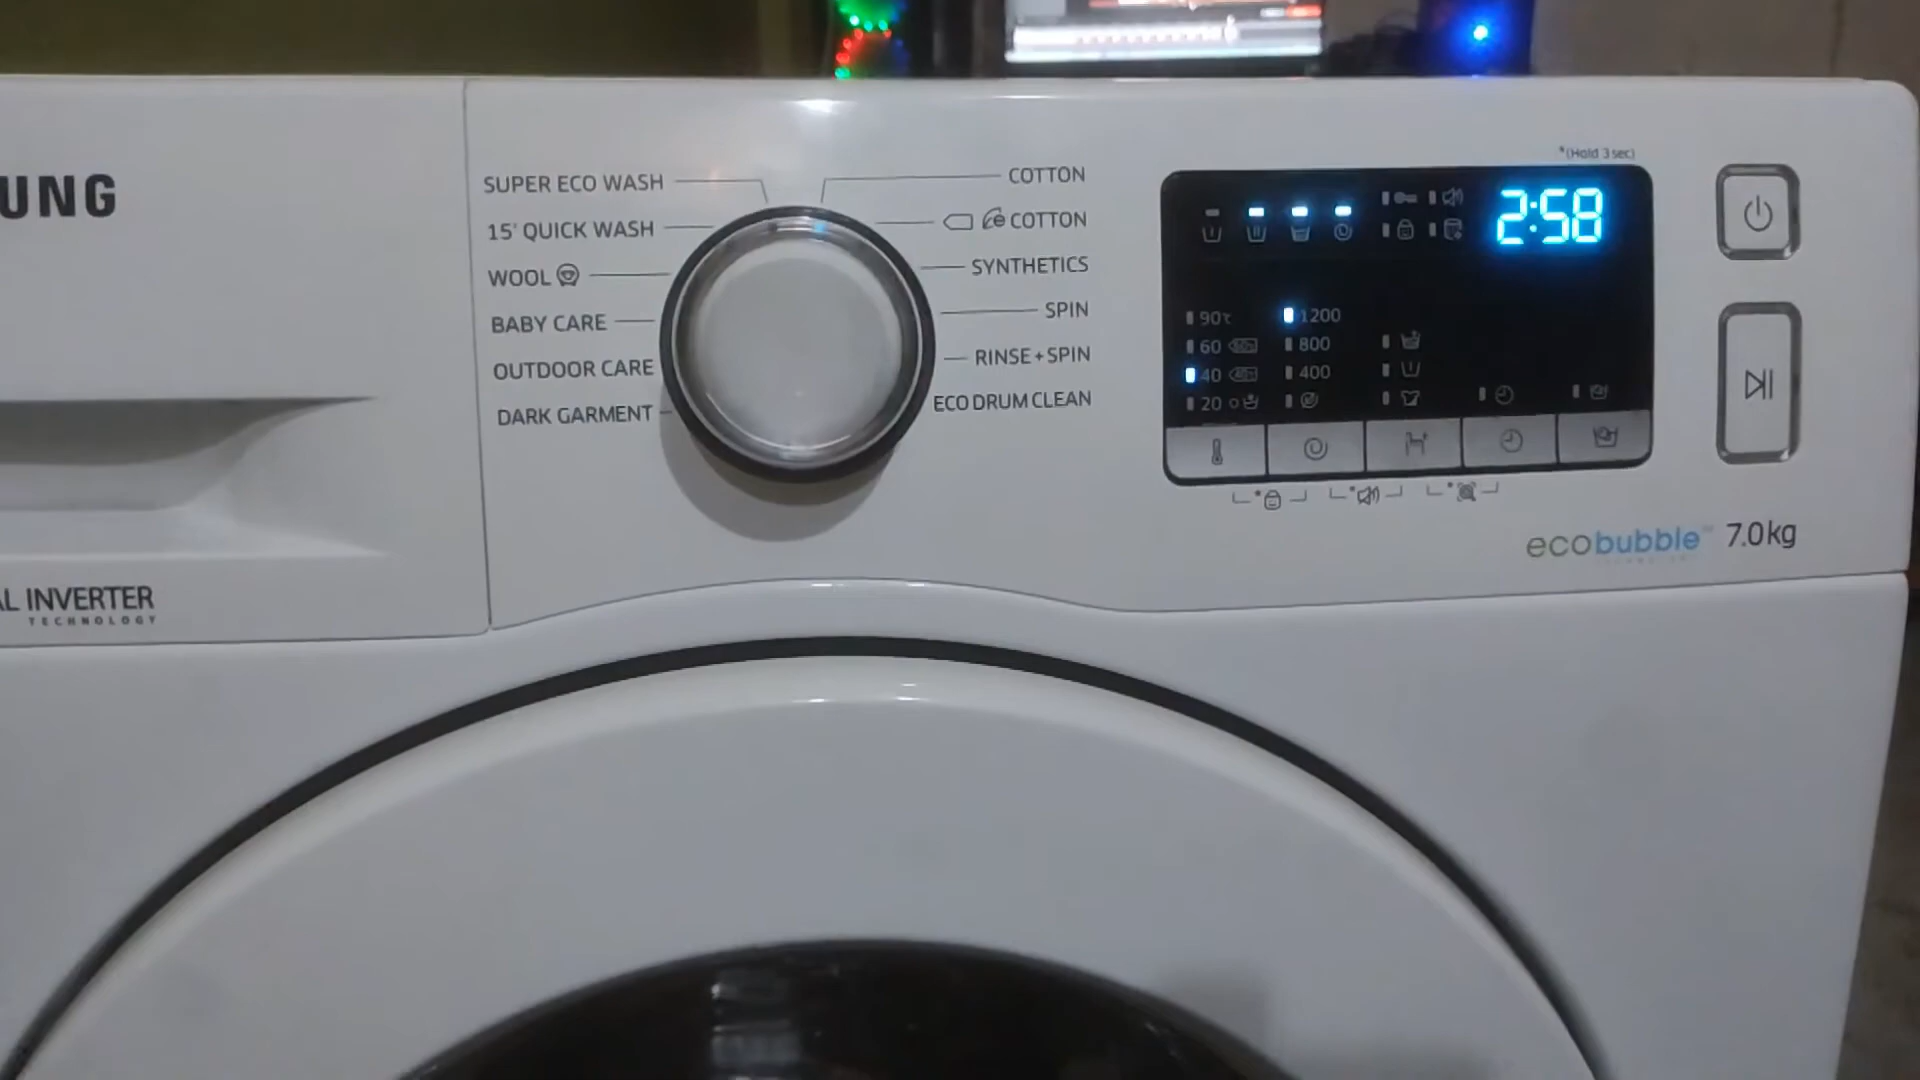 UNG
SUPER ECO WASH
15' QUICK WASH
WOOL
BABY CARE
OUTDOOR CARE
DARK GARMENT
COTTON
COTTON
SYNTHETICS
SPIN
RINSE+SPIN
ECO DRUM CLEAN
*(Hold 3 sec)
2:58
90℃
60
40
20
1200
800
400
ecobubble™ 7.0kg
AL INVERTER
TECHNOLOGY